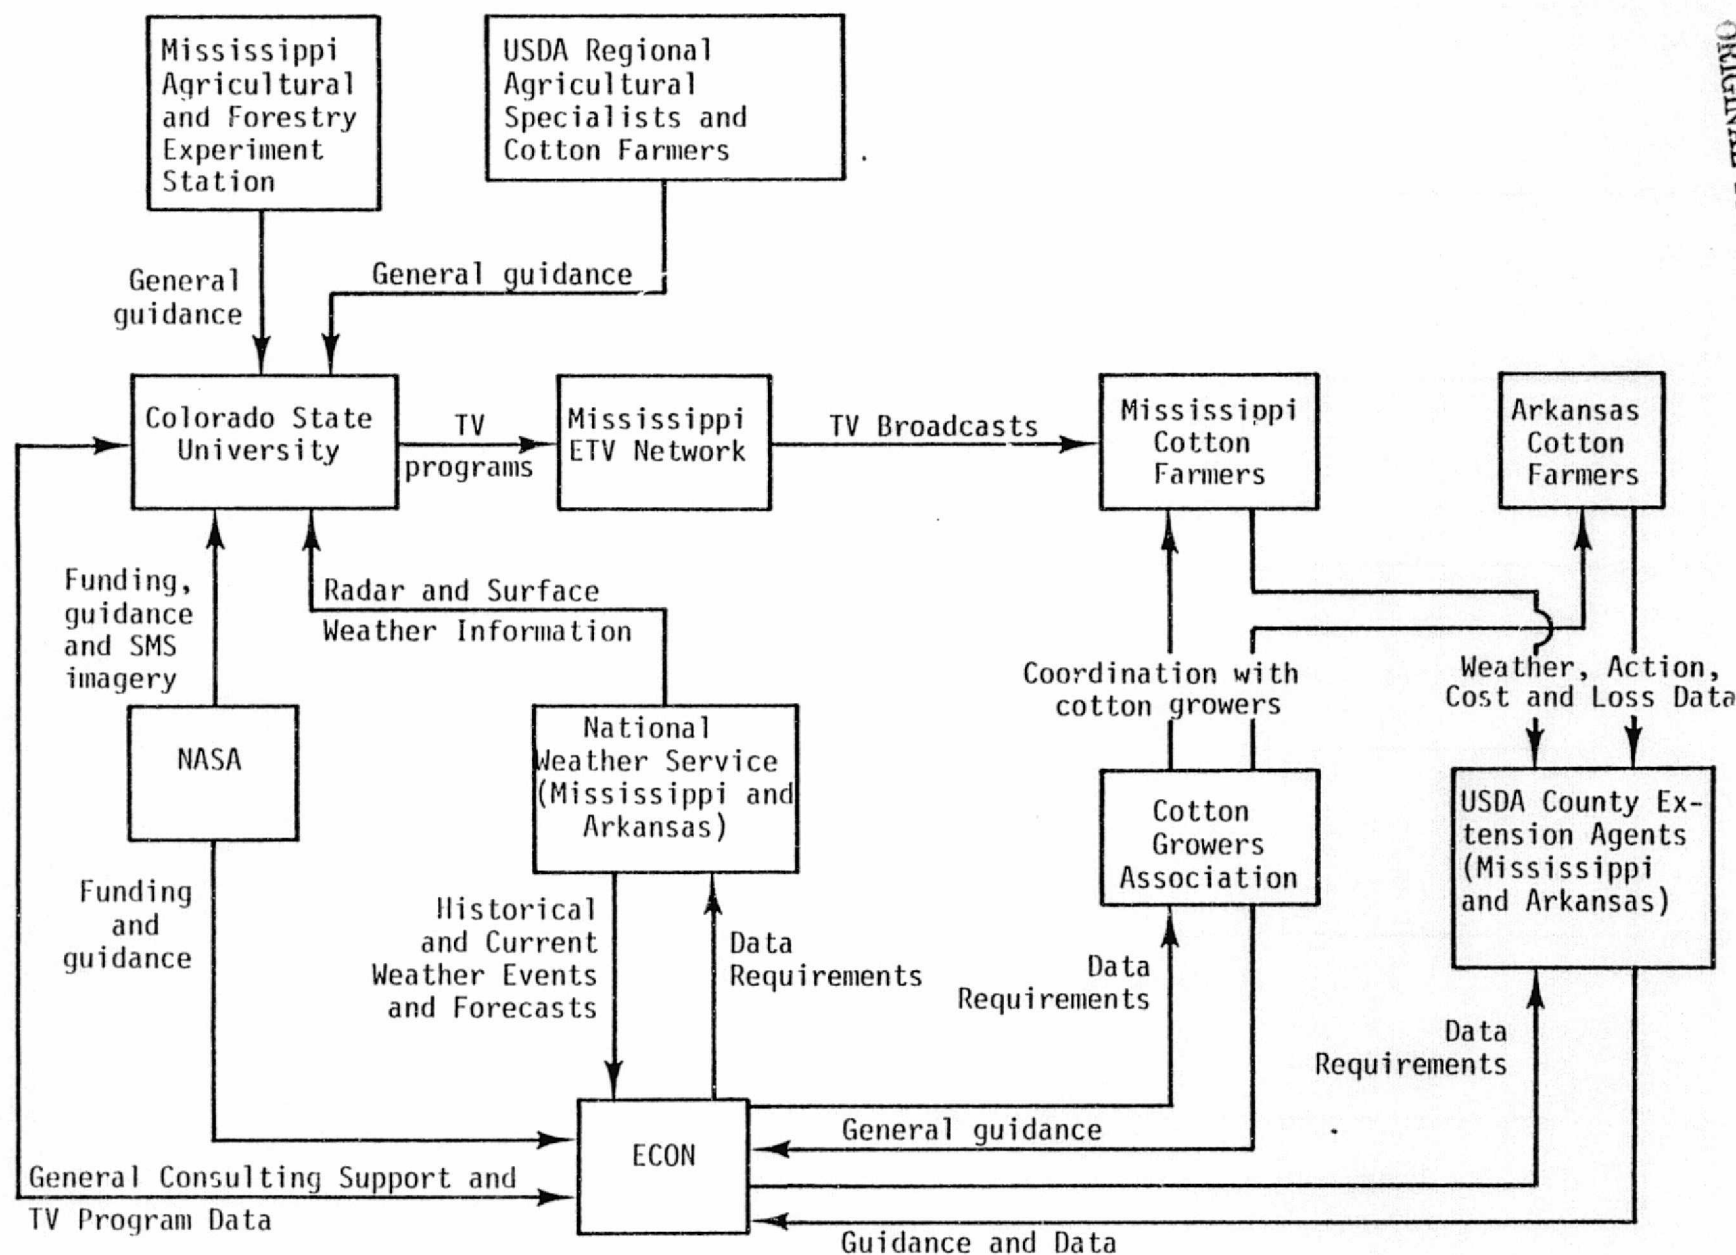 Mississippi
Agricultural
and Forestry
Experiment
Station
USDA Regional
Agricultural
Specialists and
Cotton Farmers
ORIGINAL
General
guidance
General guidance
Colorado State
University
TV
programs
Mississippi
ETV Network
TV Broadcasts
Mississippi
Cotton
Farmers
Arkansas
Cotton
Farmers
Funding,
guidance
and SMS
imagery
Radar and Surface
Weather Information
Coordination with
cotton growers
Weather, Action,
Cost and Loss Data
NASA
National
Weather Service
(Mississippi and
Arkansas)
Cotton
Growers
Association
USDA County Ex-
tension Agents
(Mississippi
and Arkansas)
Funding
and
guidance
Historical
and Current
Weather Events
and Forecasts
Data
Requirements
Data
Requirements
Data
Requirements
ECON
General guidance
General Consulting Support and
TV Program Data
Guidance and Data